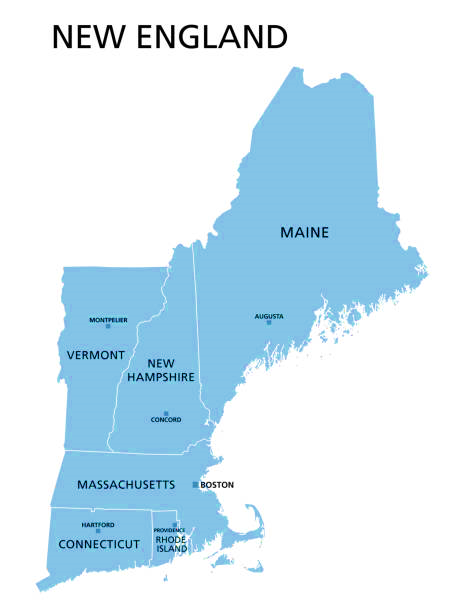 NEW ENGLAND
MAINE
AUGUSTA
MONTPELIER
VERMONT
NEW
HAMPSHIRE
CONCORD
MASSACHUSETTS
BOSTON
HARTFORD
CONNECTICUT
PROVIDENCE
RHODE
ISLAND